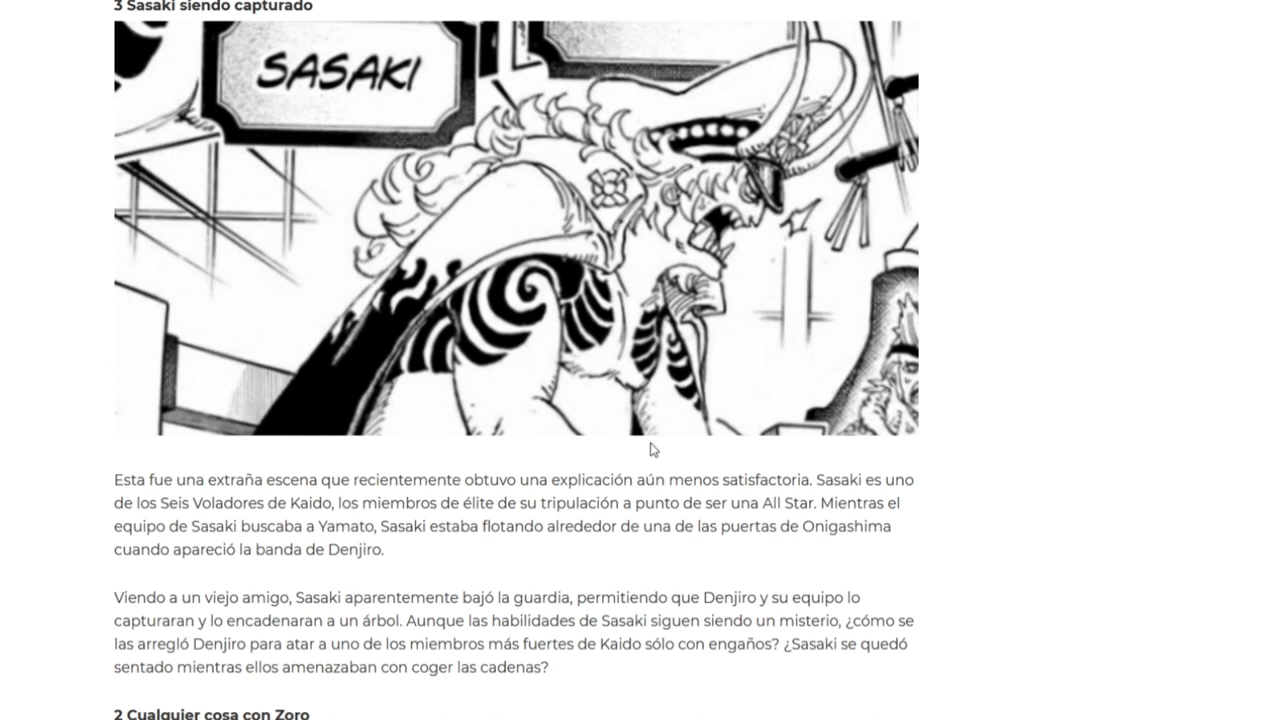 3 Sasaki siendo capturado
SASAKI
Esta fue una extraña escena que recientemente obtuvo una explicación aún menos satisfactoria. Sasaki es uno
de los Seis Voladores de Kaido, los miembros de élite de su tripulación a punto de ser una All Star. Mientras el
equipo de Sasaki buscaba a Yamato, Sasaki estaba flotando alrededor de una de las puertas de Onigashima
cuando apareció la banda de Denjiro.
Viendo a un viejo amigo, Sasaki aparentemente bajó la guardia, permitiendo que Denjiro y su equipo lo
capturaran y lo encadenaran a un árbol. Aunque las habilidades de Sasaki siguen siendo un misterio, ¿cómo se
las arregló Denjiro para atar a uno de los miembros más fuertes de Kaido sólo con engaños? ¿Sasaki se quedó
sentado mientras ellos amenazaban con coger las cadenas?
2 Cualquier cosa con Zoro